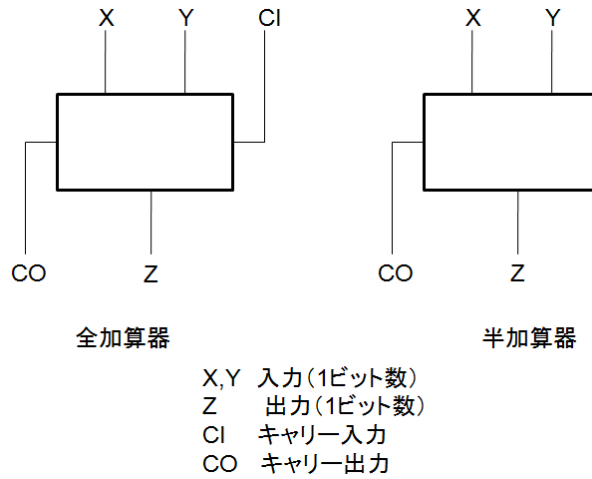 X Y CI
X Y
CO Z
CO Z
全加算器
半加算器
X,Y 入力(1ビット数)
Z 出力(1ビット数)
CI キャリー入力
CO キャリー出力